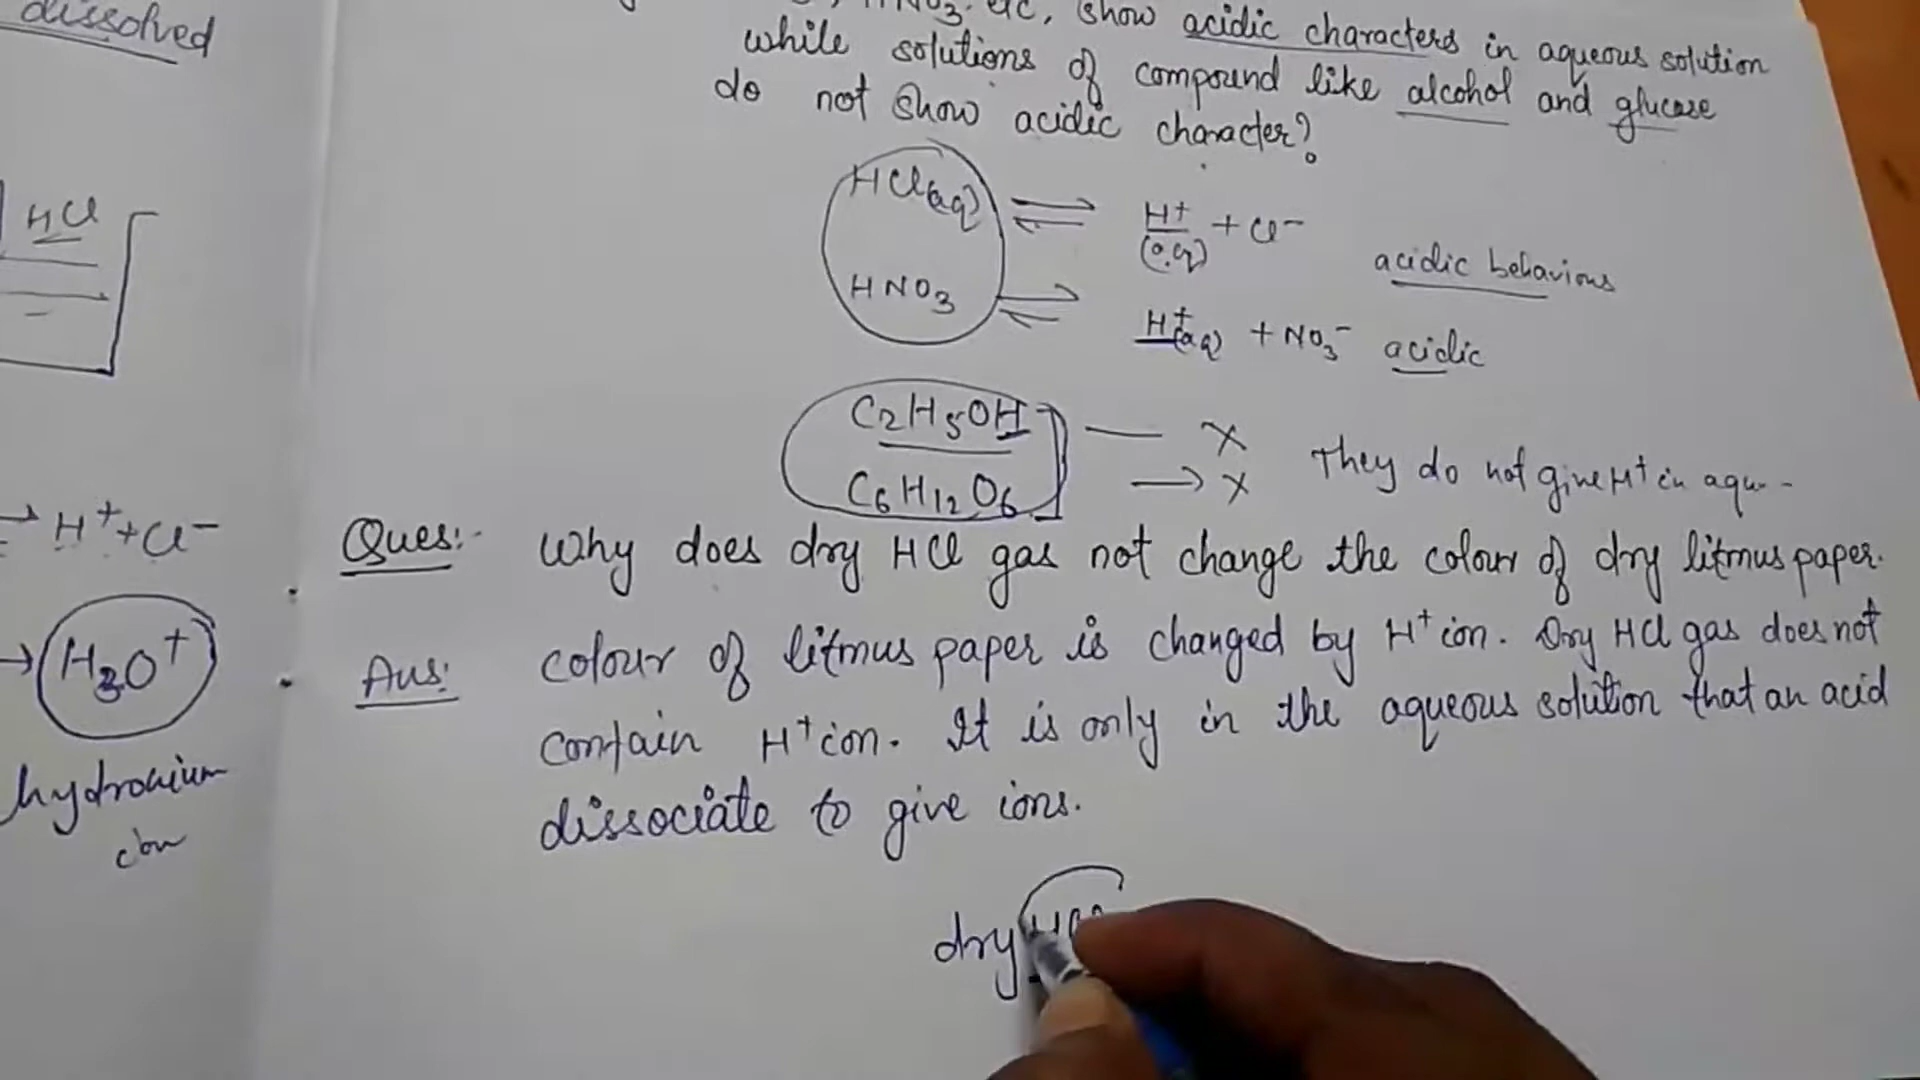 dissolved
HCl
→ H⁺ + Cl⁻
→ H₃O⁺
hydronium
ion
HNO₃ etc, show acidic characters in aqueous solution
while solutions of compound like alcohol and glucose
do not show acidic character?
HCl(aq) ⇌ H⁺(aq) + Cl⁻ acidic behavious
HNO₃ ⇌ H⁺(aq) + NO₃⁻ acidic
C₂H₅OH — X
C₆H₁₂O₆ → X They do not give H⁺ in aqu--
Ques:- Why does dry HCl gas not change the colour of dry litmus paper.
Ans: colour of litmus paper is changed by H⁺ ion. Dry HCl gas does not
contain H⁺ ion. It is only in the aqueous solution that an acid
dissociate to give ions.
dry